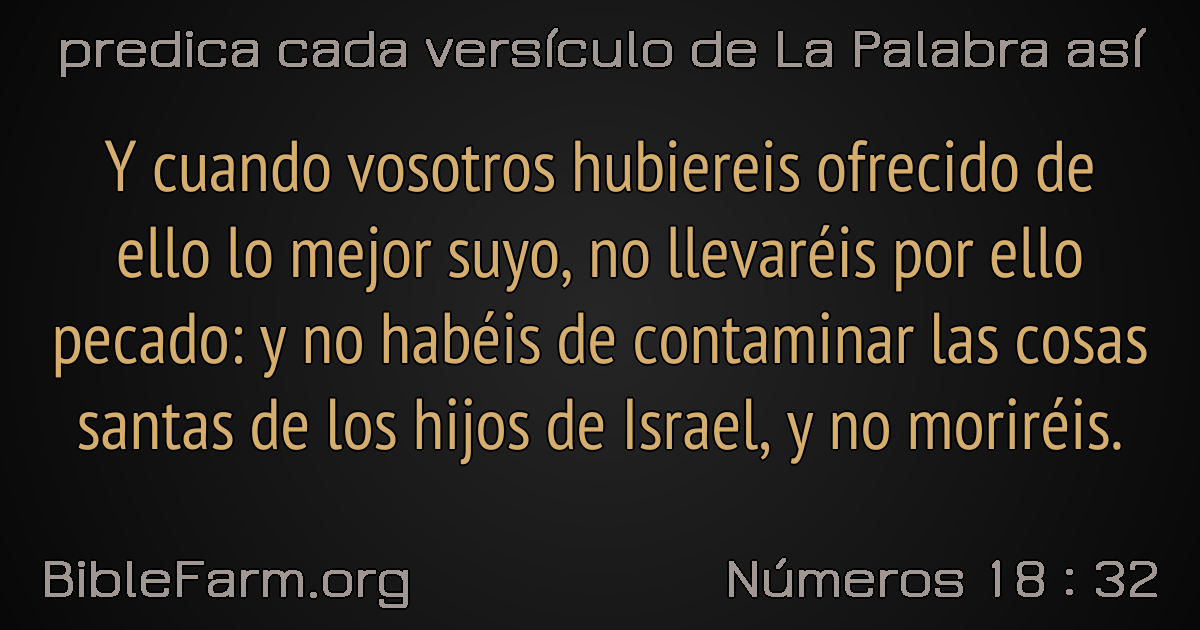 predica cada versículo de La Palabra así
Y cuando vosotros hubiereis ofrecido de
ello lo mejor suyo, no llevaréis por ello
pecado: y no habéis de contaminar las cosas
santas de los hijos de Israel, y no moriréis.
BibleFarm.org
Números 18 : 32